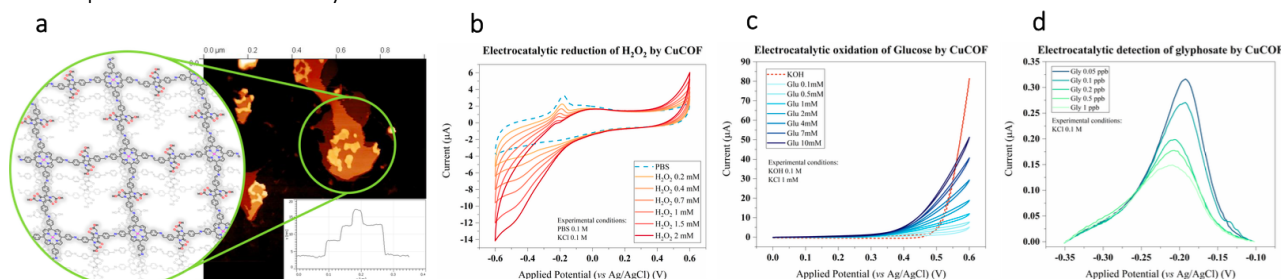 a
0.0 µm 0.2 0.4 0.6 0.8
b
Electrocatalytic reduction of H₂O₂ by CuCOF
6
4
2
0
-2
-4
-6
-8
-10
-12
-14
Current (µA)
PBS
H₂O₂ 0.2 mM
H₂O₂ 0.4 mM
H₂O₂ 0.7 mM
H₂O₂ 1 mM
H₂O₂ 1.5 mM
H₂O₂ 2 mM
Experimental conditions:
PBS 0.1 M
KCl 0.1 M
-0.6 -0.4 -0.2 0.0 0.2 0.4 0.6
Applied Potential (vs Ag/AgCl) (V)
c
Electrocatalytic oxidation of Glucose by CuCOF
90
80
70
60
50
40
30
20
10
0
Current (µA)
KOH
Glu 0.1mM
Glu 0.5mM
Glu 1mM
Glu 2mM
Glu 4mM
Glu 7mM
Glu 10mM
Experimental conditions:
KOH 0.1 M
KCl 1 mM
0.0 0.1 0.2 0.3 0.4 0.5 0.6
Applied Potential (vs Ag/AgCl) (V)
d
Electrocatalytic detection of glyphosate by CuCOF
0.35
0.30
0.25
0.20
0.15
0.10
0.05
0.00
Current (µA)
Gly 0.05 ppb
Gly 0.1 ppb
Gly 0.2 ppb
Gly 0.5 ppb
Gly 1 ppb
Experimental conditions:
KCl 0.1 M
-0.35 -0.30 -0.25 -0.20 -0.15 -0.10
Applied Potential (vs Ag/AgCl) (V)